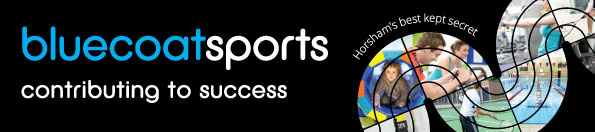 bluecoatsports
contributing to success
Horsham's best kept secret